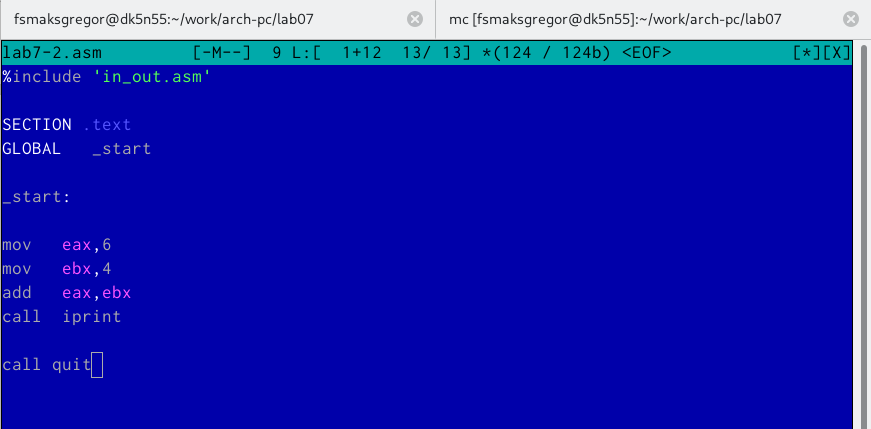 fsmaksgregor@dk5n55:~/work/arch-pc/lab07 mc [fsmaksgregor@dk5n55]:~/work/arch-pc/lab07
lab7-2.asm [-M--] 9 L:[ 1+12 13/ 13] *(124 / 124b) <EOF> [*][X]
%include 'in_out.asm'
SECTION .text
GLOBAL _start
_start:
mov eax,6
mov ebx,4
add eax,ebx
call iprint
call quit